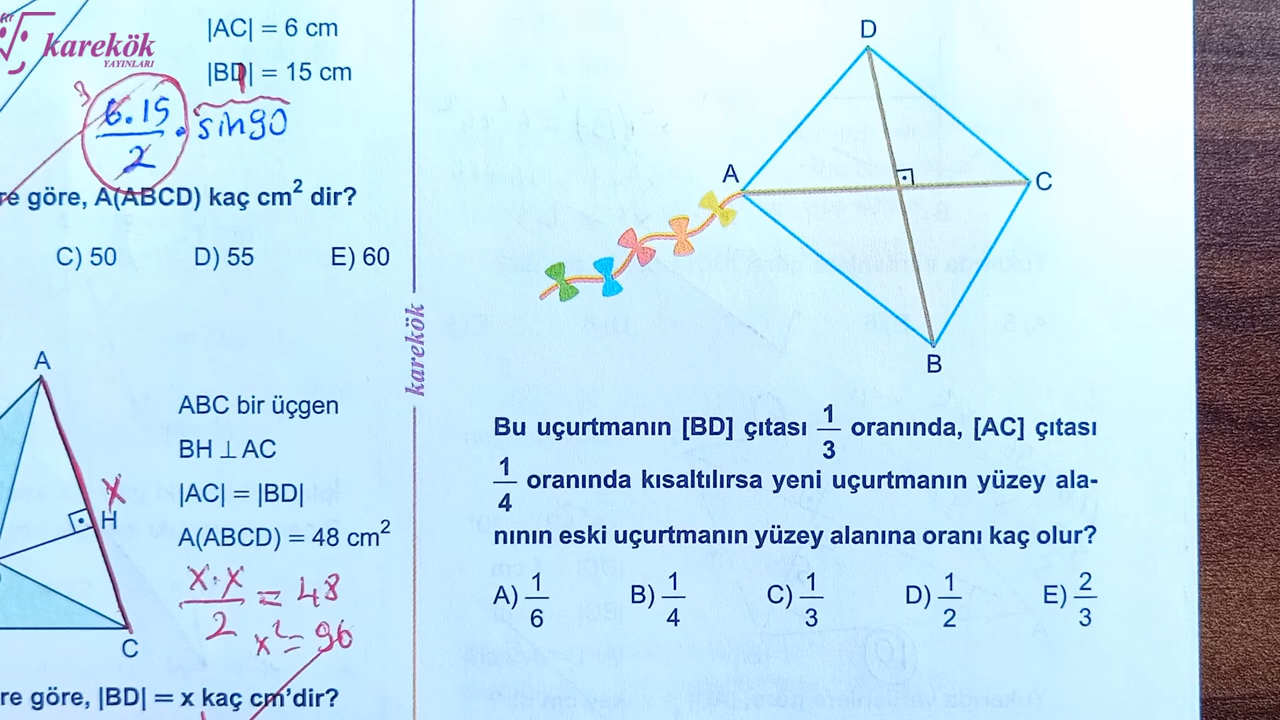 karekök
YAYINLARI
|AC| = 6 cm
|BD| = 15 cm
6.15
2
. sin90
1
3
re göre, A(ABCD) kaç cm² dir?
C) 50 D) 55 E) 60
A
H
C
x
ABC bir üçgen
BH ⊥ AC
|AC| = |BD|
A(ABCD) = 48 cm²
x.x
2
= 48
x² = 96
re göre, |BD| = x kaç cm'dir?
karekök
D
A
C
B
Bu uçurtmanın [BD] çıtası 1/3 oranında, [AC] çıtası
1/4 oranında kısaltılırsa yeni uçurtmanın yüzey ala-
nının eski uçurtmanın yüzey alanına oranı kaç olur?
A) 1/6 B) 1/4 C) 1/3 D) 1/2 E) 2/3